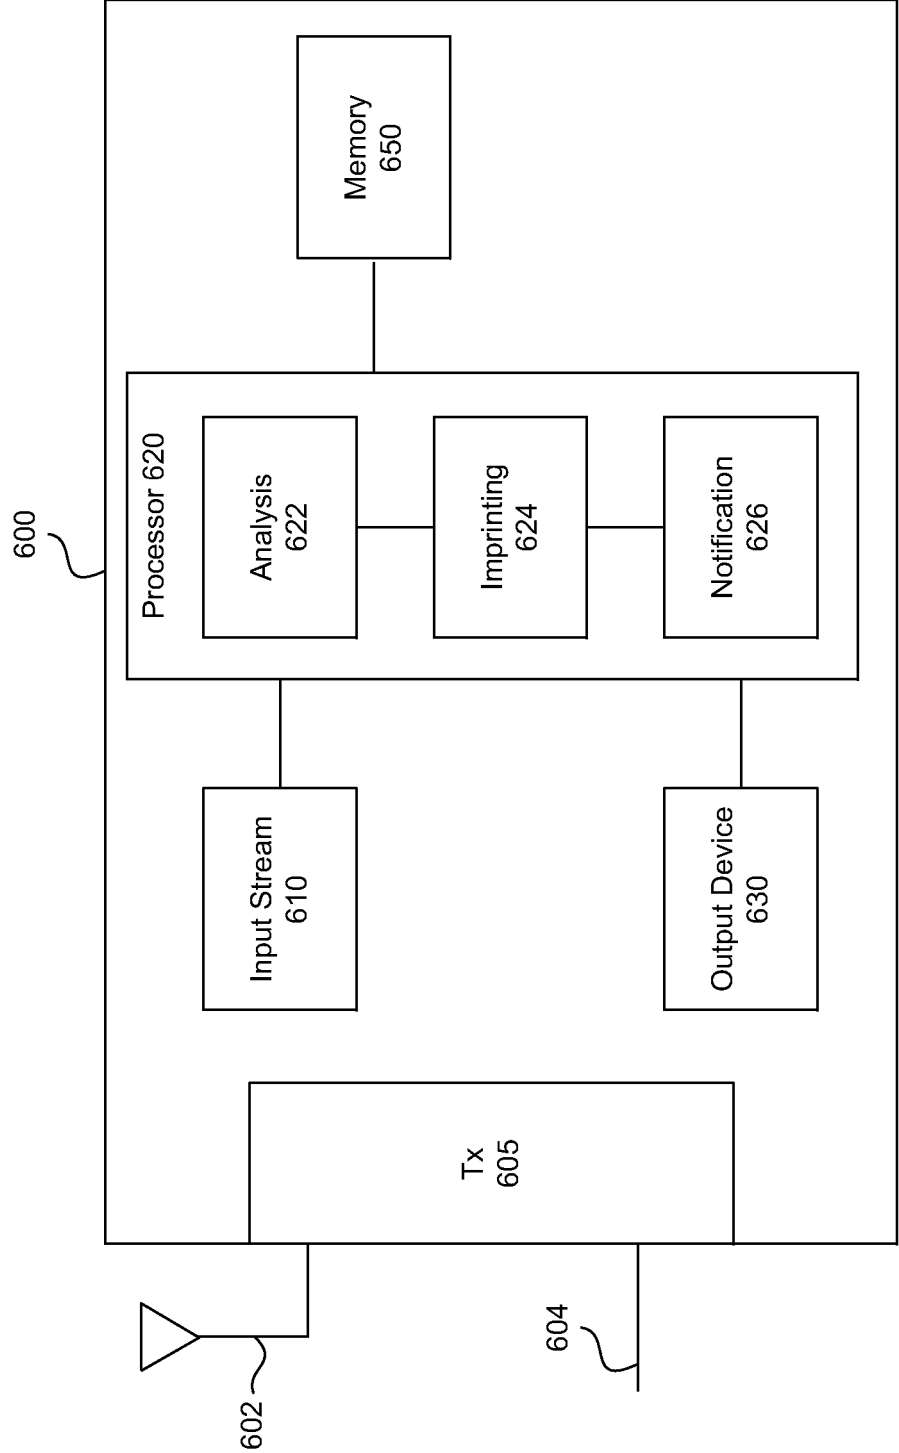 600
602
604
Tx
605
Input Stream
610
Output Device
630
Processor 620
Analysis
622
Imprinting
624
Notification
626
Memory
650